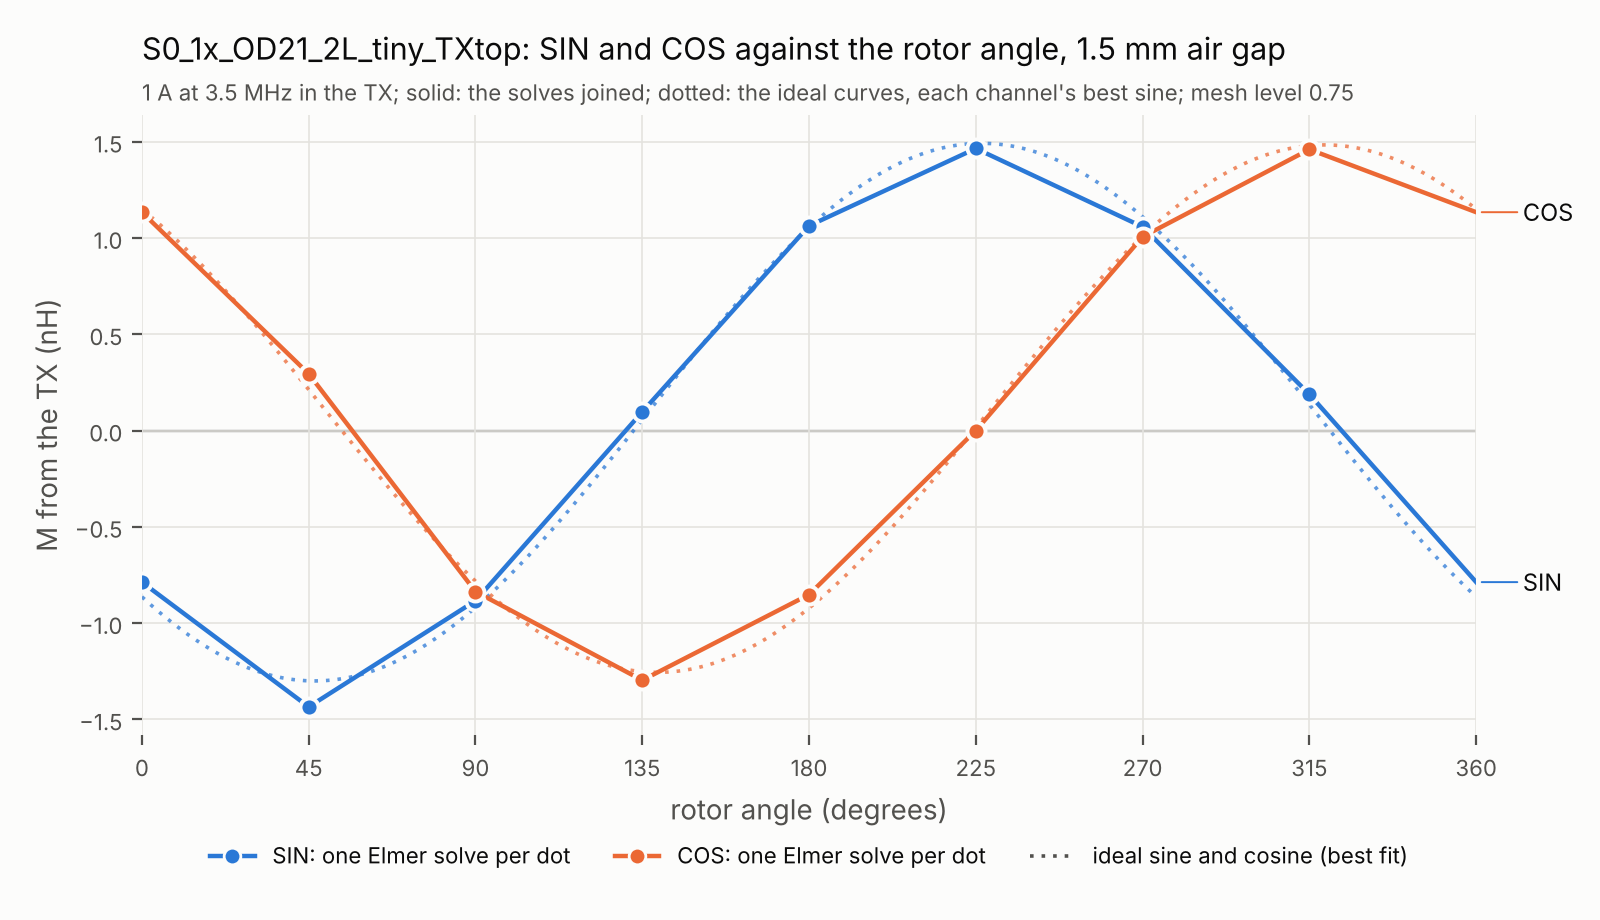 S0_1x_OD21_2L_tiny_TXtop: SIN and COS against the rotor angle, 1.5 mm air gap
1 A at 3.5 MHz in the TX; solid: the solves joined; dotted: the ideal curves, each channel's best sine; mesh level 0.75
M from the TX (nH)
1.5
1.0
0.5
0.0
−0.5
−1.0
−1.5
COS
SIN
0 45 90 135 180 225 270 315 360
rotor angle (degrees)
SIN: one Elmer solve per dot COS: one Elmer solve per dot ideal sine and cosine (best fit)